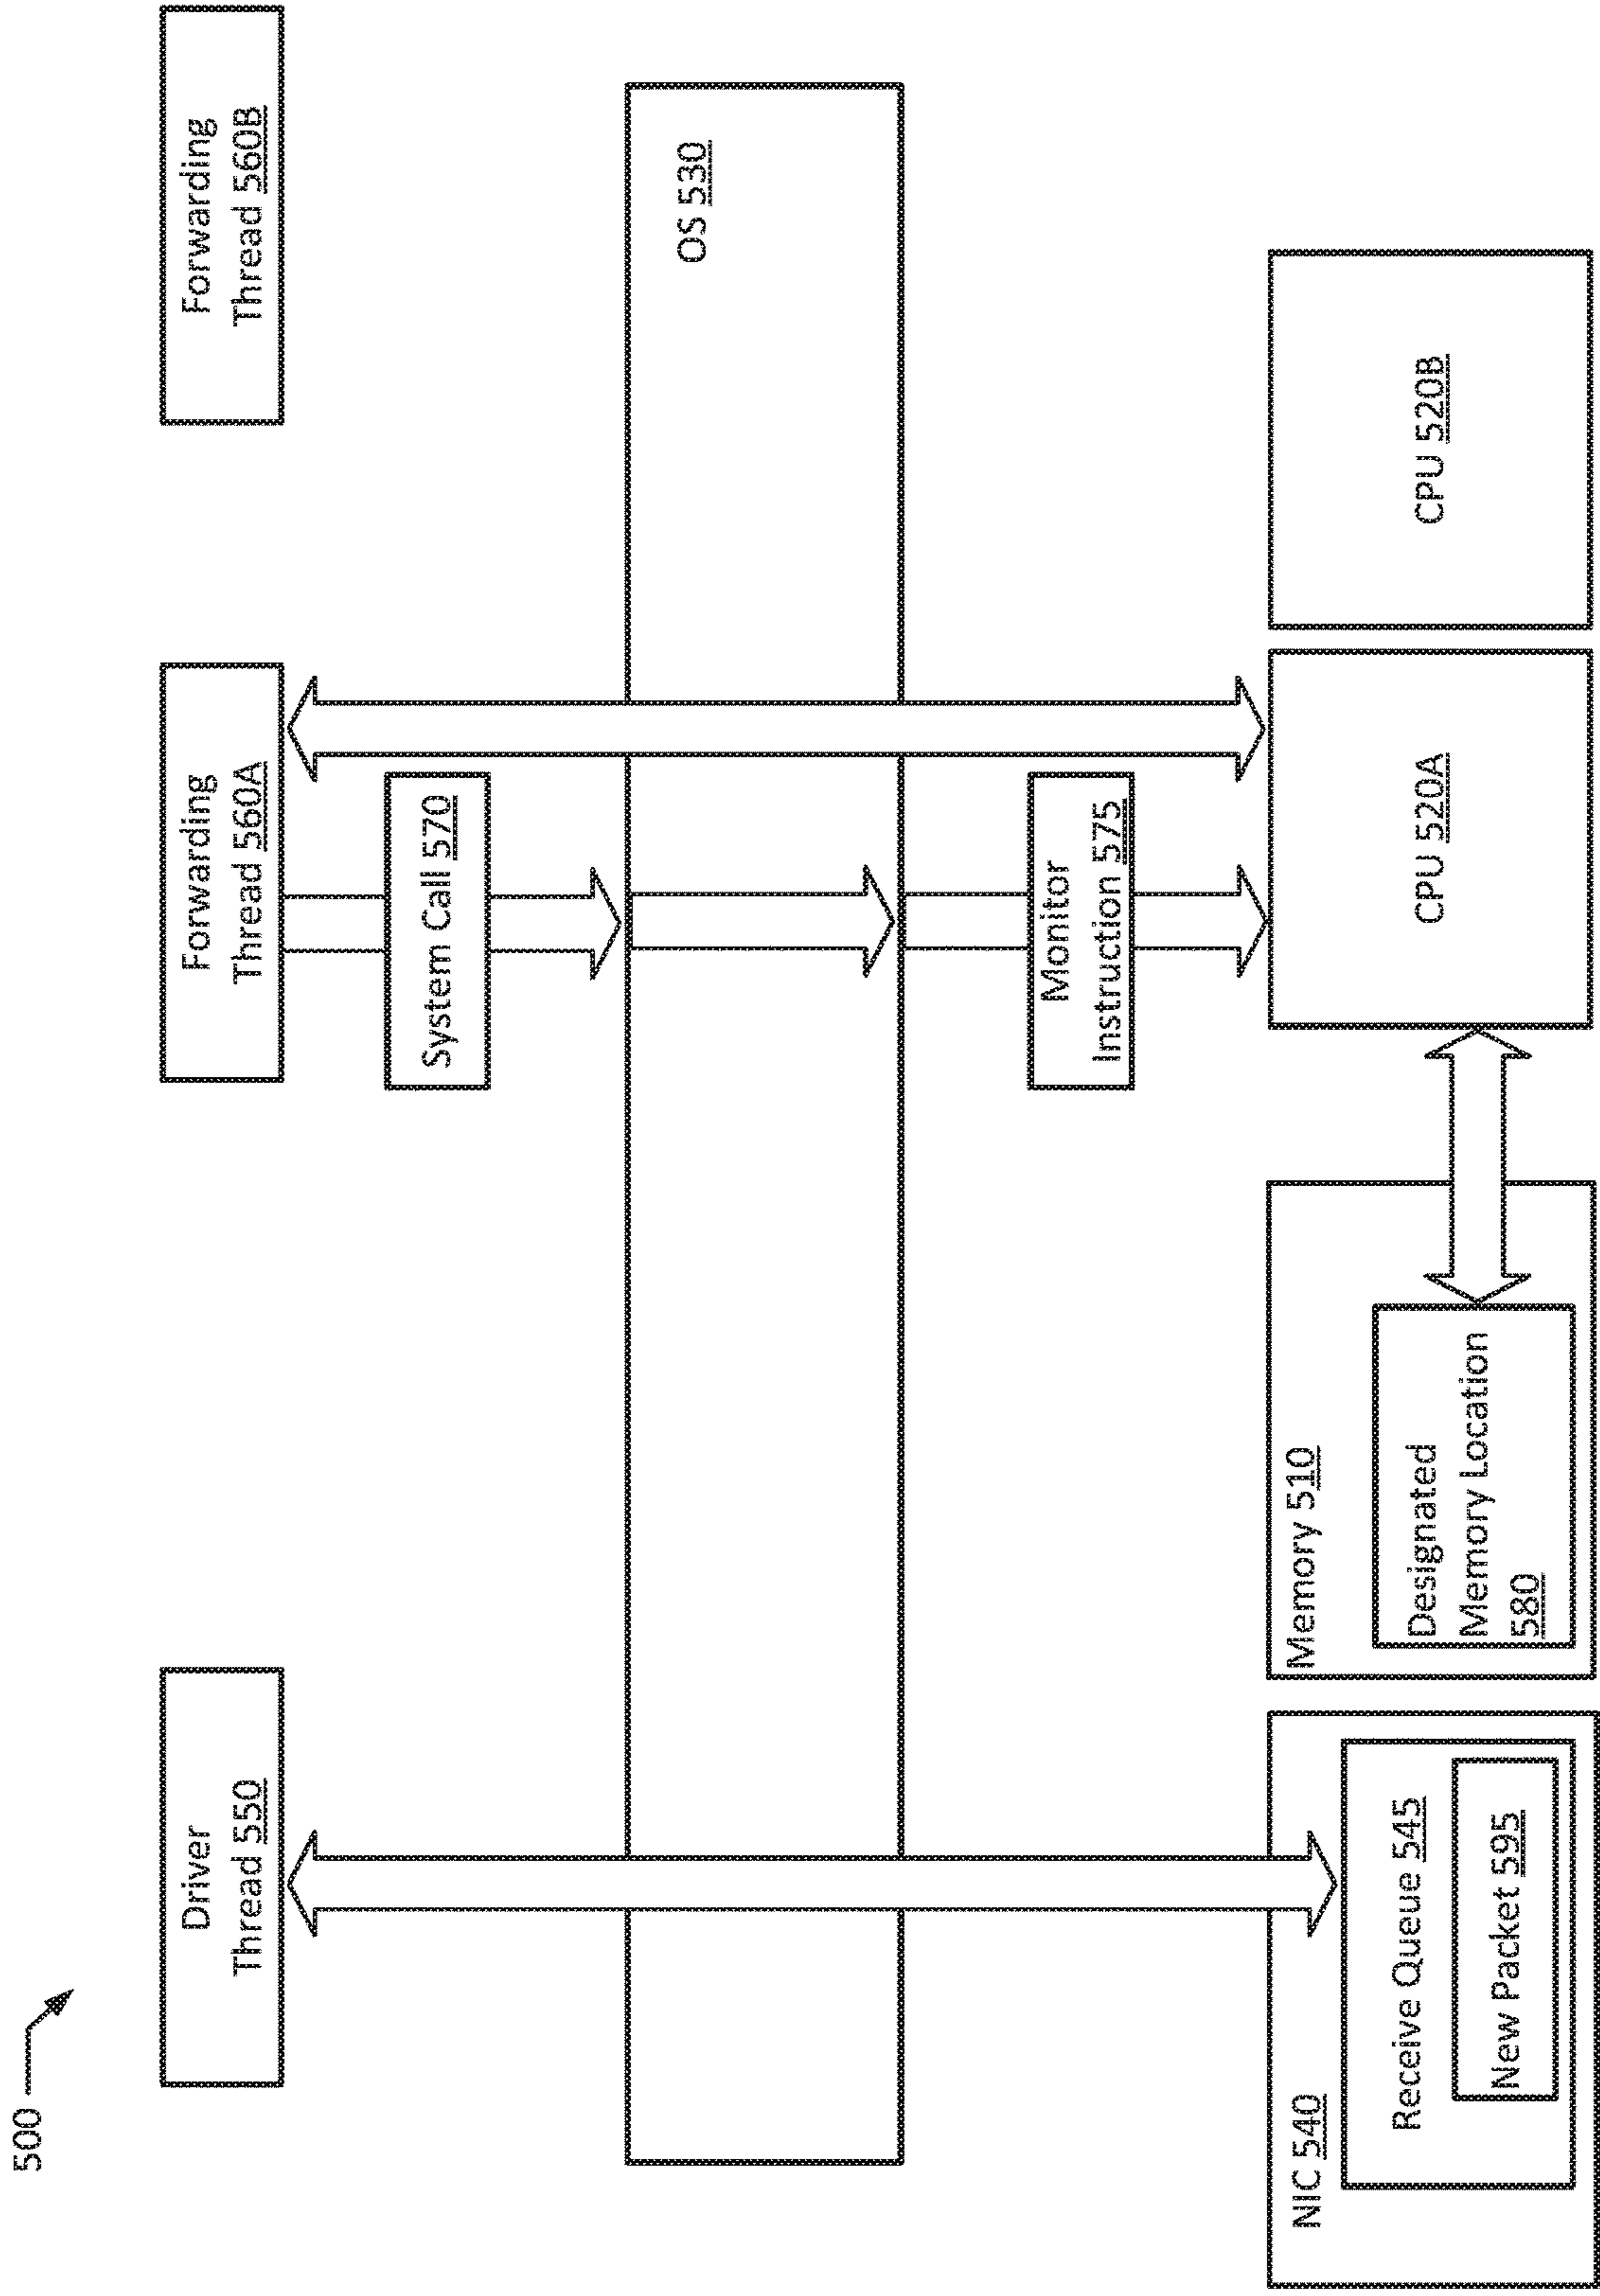 500
Driver
Thread 550
Forwarding
Thread 560A
Forwarding
Thread 560B
System Call 570
OS 530
Monitor
Instruction 575
NIC 540
Receive Queue 545
New Packet 595
Memory 510
Designated
Memory Location
580
CPU 520A
CPU 520B